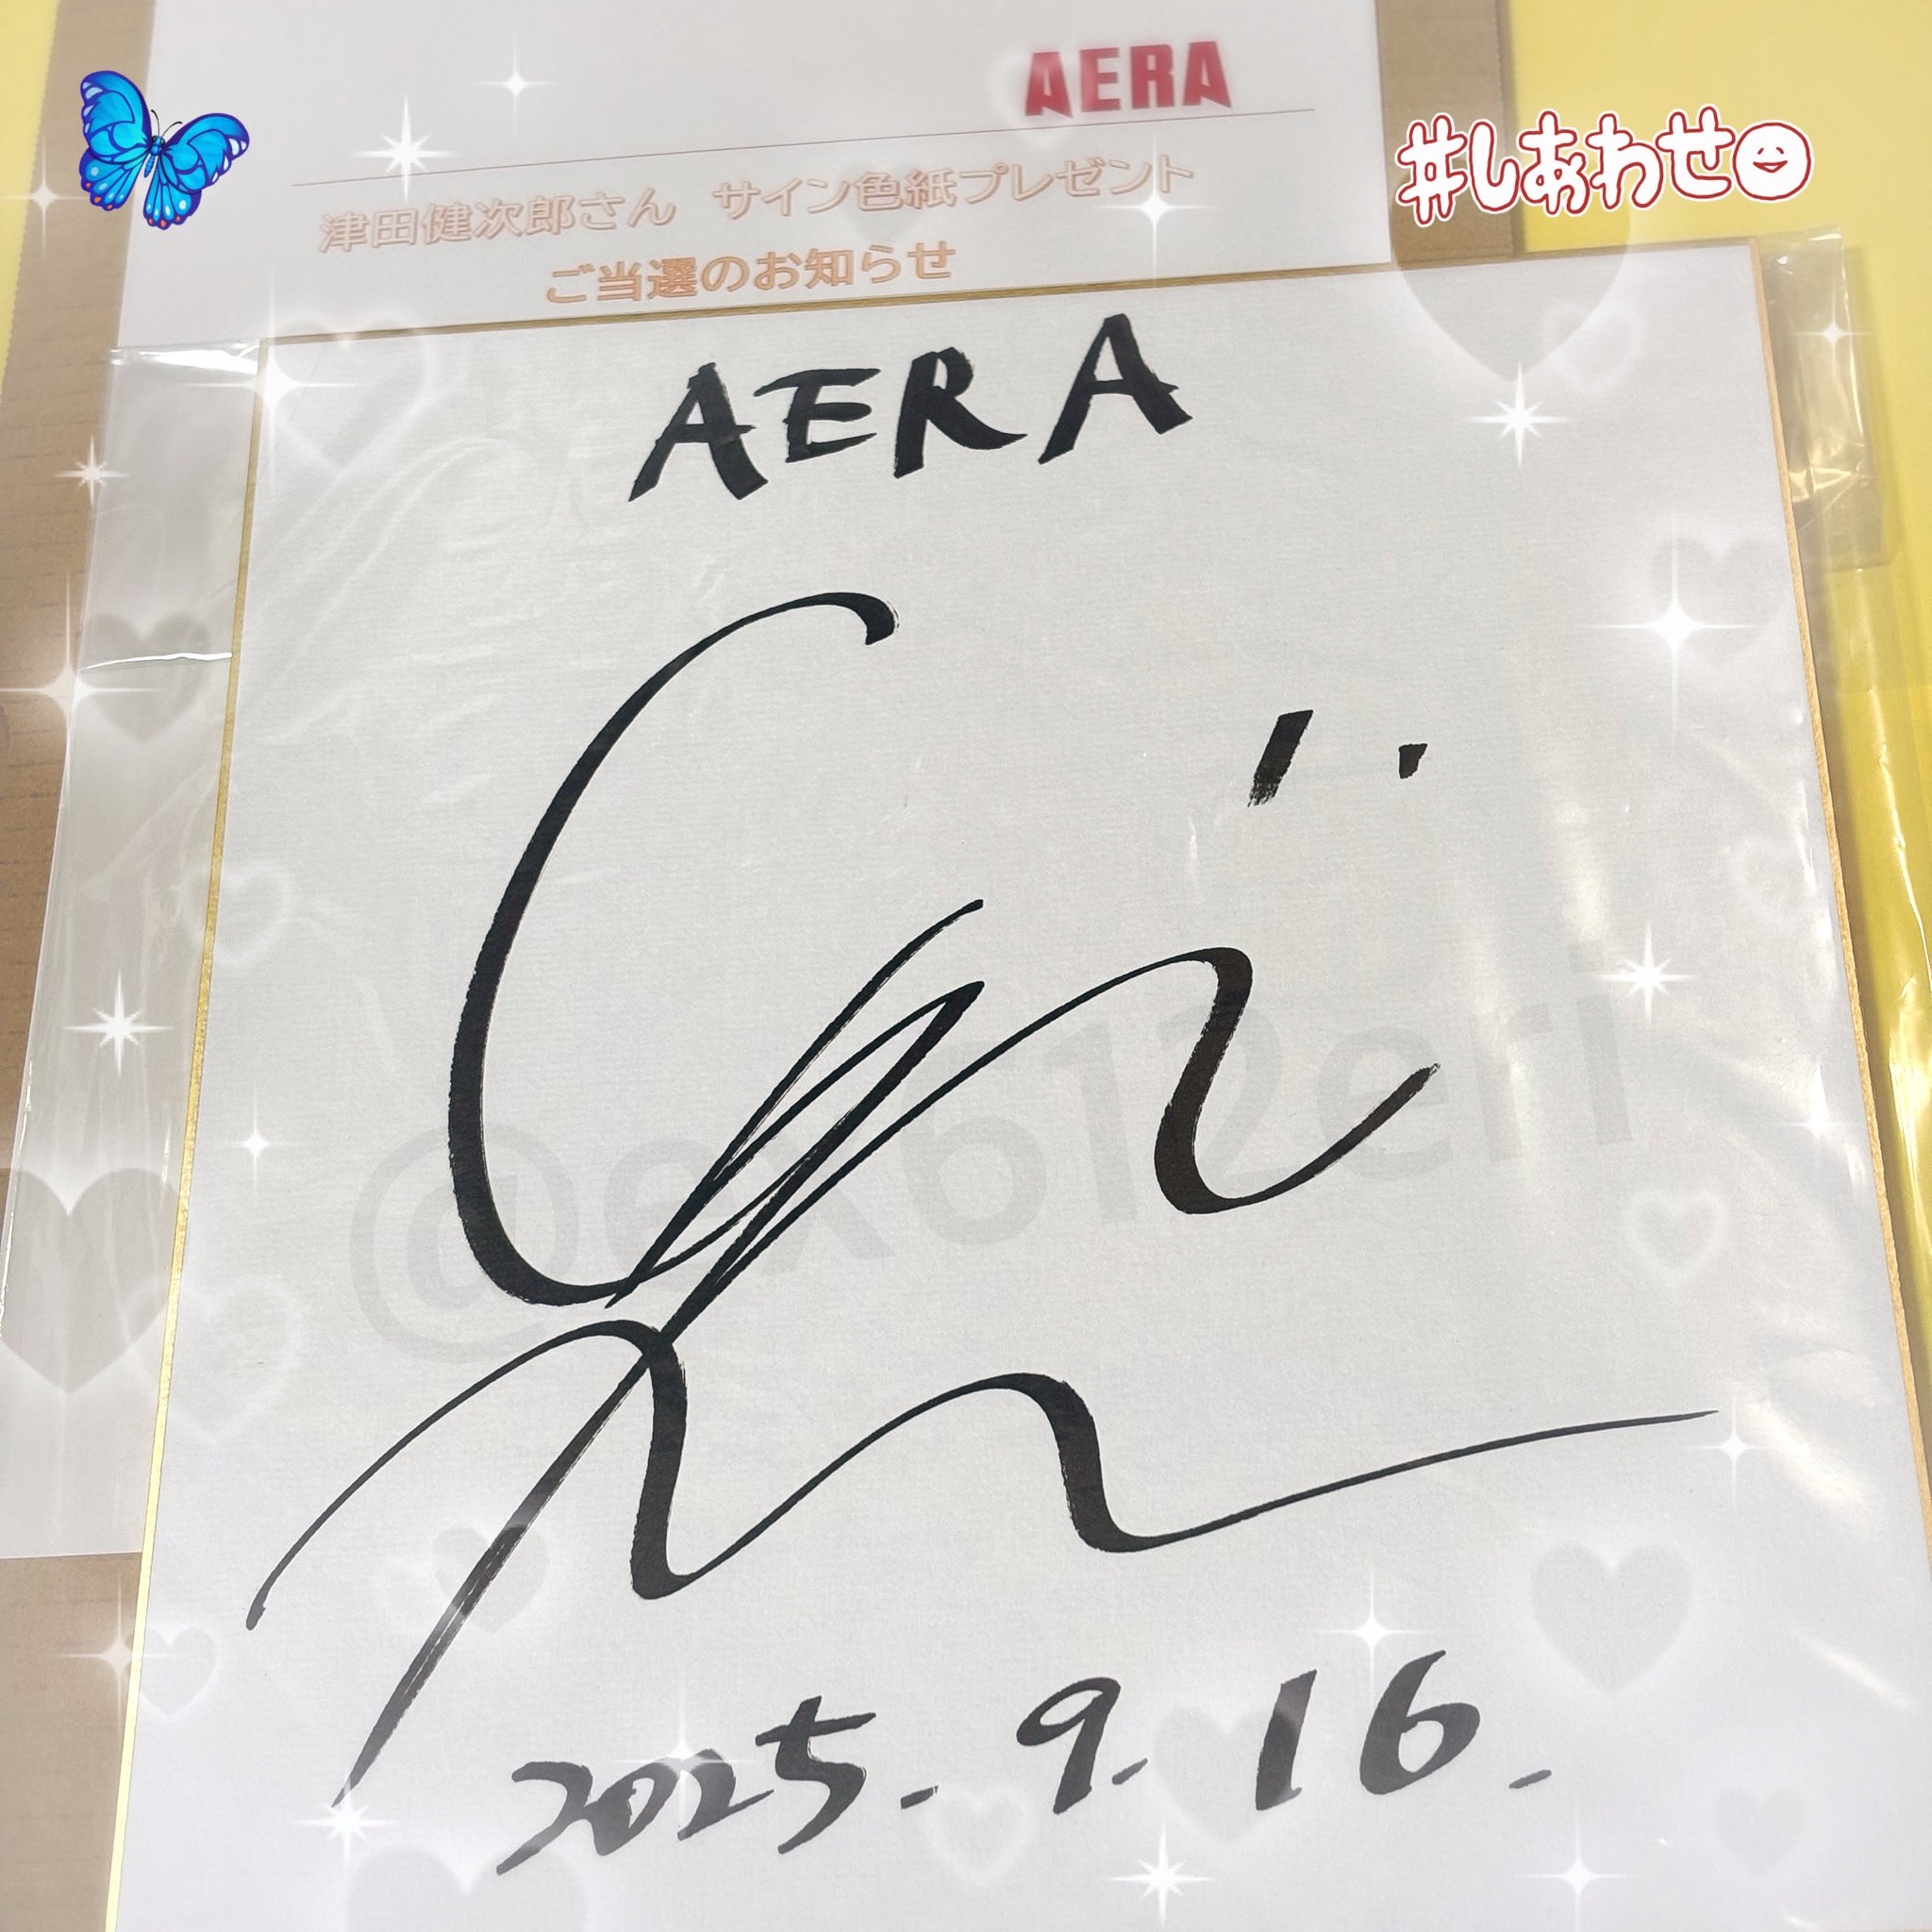 AERA
#しあわせ
津田健次郎さん サイン色紙プレゼント
ご当選のお知らせ
AERA
@ex612eri
2025.9.16.